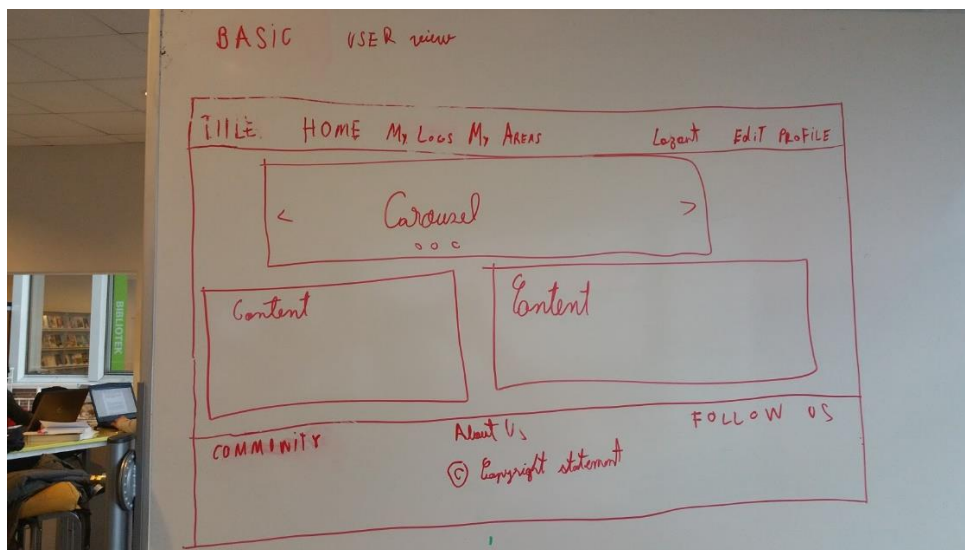 BASIC USER view
TITLE HOME My Logs My Areas Logout EDIT PROFILE
< Carousel >
Content Content
COMMUNITY About Us FOLLOW US
© Copyright statement
BIBLIOTEK